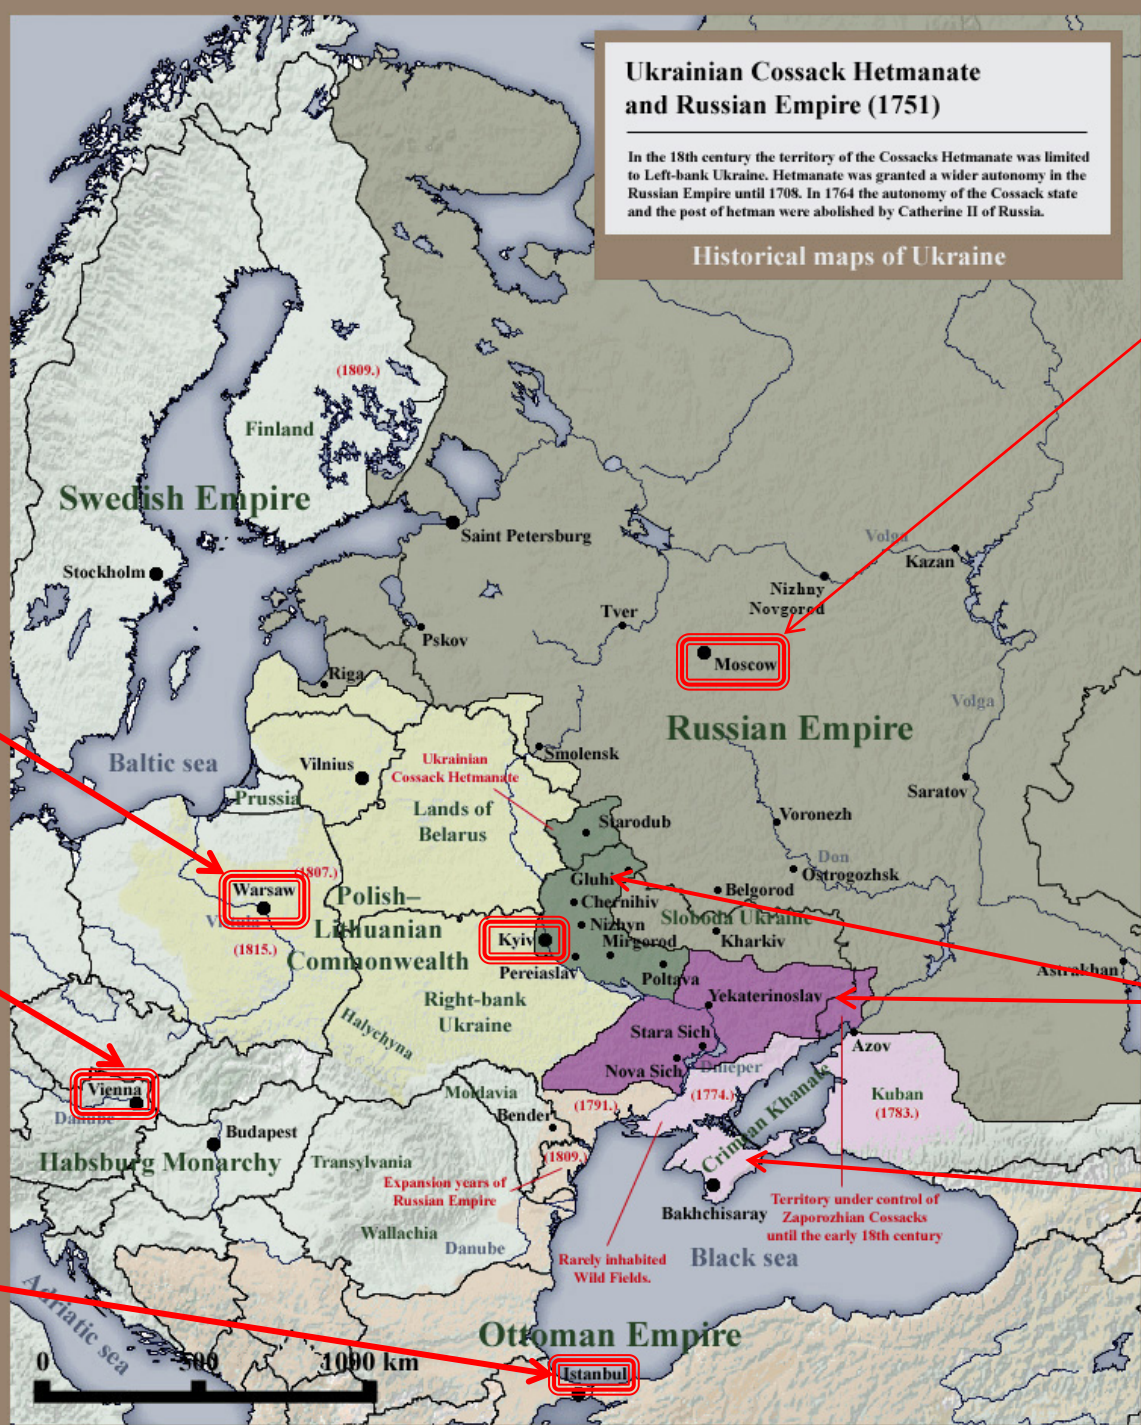 Ukrainian Cossack Hetmanate
and Russian Empire (1751)
In the 18th century the territory of the Cossacks Hetmanate was limited
to Left-bank Ukraine. Hetmanate was granted a wider autonomy in the
Russian Empire until 1708. In 1764 the autonomy of the Cossack state
and the post of hetman were abolished by Catherine II of Russia.
Historical maps of Ukraine
(1809.)
Finland
Swedish Empire
Saint Petersburg
Volga
Kazan
Stockholm
Nizhny
Novgorod
Tver
Pskov
Moscow
Riga
Volga
Russian Empire
Baltic sea
Vilnius
Ukrainian
Cossack Hetmanate
Smolensk
Saratov
Prussia
Lands of
Belarus
Starodub
Voronezh
Don
Ostrogozhsk
(1807.)
Warsaw
Gluhi
Belgorod
Polish–
Lithuanian
Commonwealth
Chernihiv
Sloboda Ukraine
Nizhyn
(1815.)
Kyiv
Mirgorod
Kharkiv
Pereiaslav
Poltava
Astrakhan
Right-bank
Ukraine
Yekaterinoslav
Halychyna
Stara Sich
Azov
Nova Sich
Dnieper
Vienna
Moldavia
(1791.)
(1774.)
Crimean Khanate
Kuban
(1783.)
Danube
Bender
Budapest
Habsburg Monarchy
Transylvania
(1809.)
Expansion years of
Russian Empire
Bakhchisaray
Territory under control of
Zaporozhian Cossacks
until the early 18th century
Wallachia
Danube
Rarely inhabited
Wild Fields.
Black sea
Adriatic sea
Ottoman Empire
0 500 1000 km
Istanbul